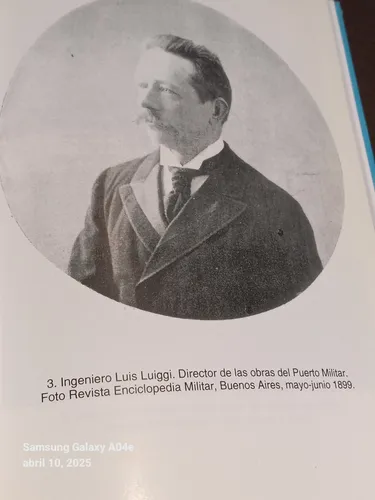 3. Ingeniero Luis Luiggi. Director de las obras del Puerto Militar.
Foto Revista Enciclopedia Militar, Buenos Aires, mayo-junio 1899.
Samsung Galaxy A04e
abril 10, 2025